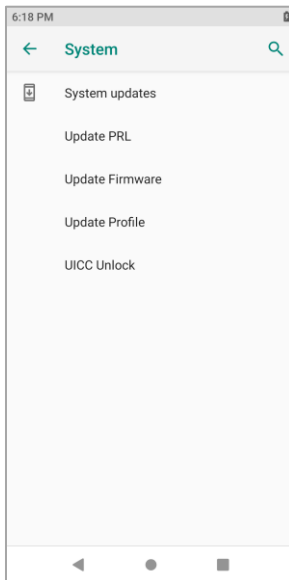 6:18 PM
System
System updates
Update PRL
Update Firmware
Update Profile
UICC Unlock